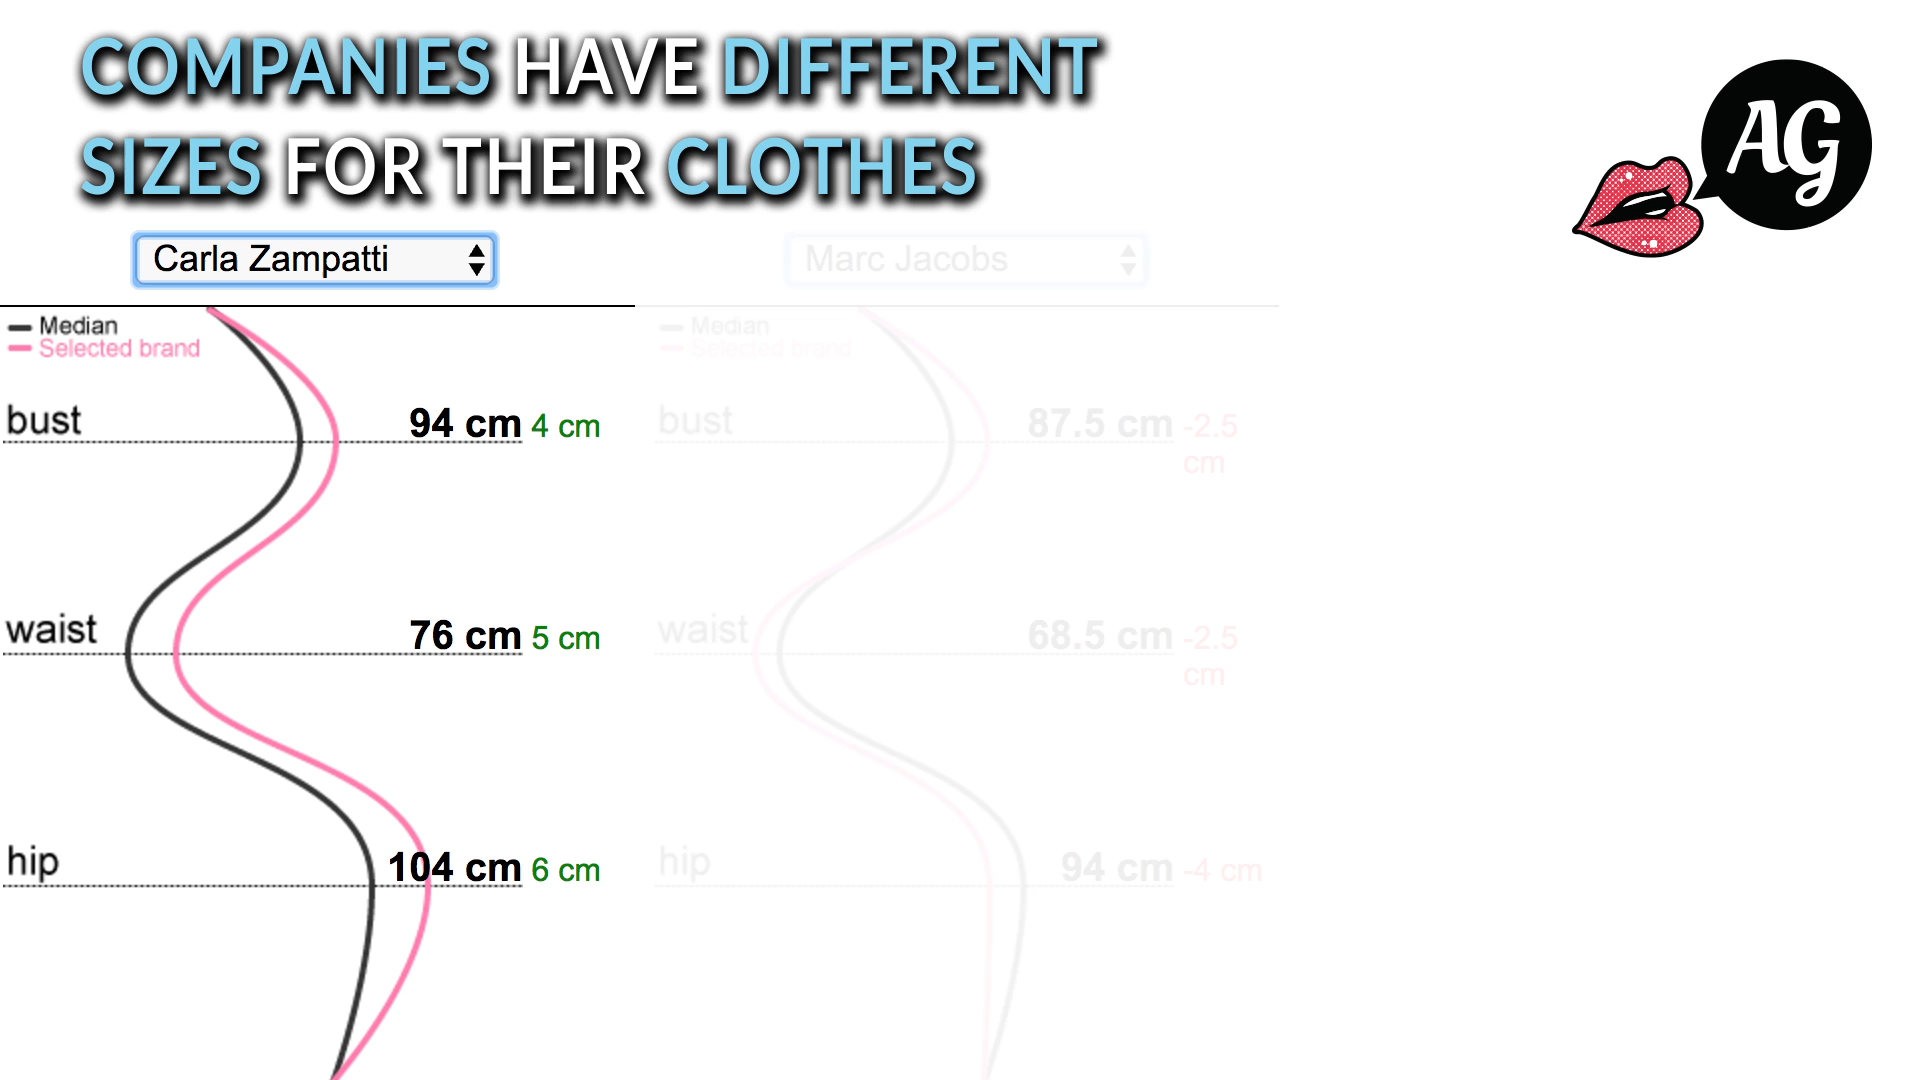 COMPANIES HAVE DIFFERENT
SIZES FOR THEIR CLOTHES
AG
Carla Zampatti
Median
Selected brand
bust
94 cm 4 cm
waist
76 cm 5 cm
hip
104 cm 6 cm
Marc Jacobs
Median
Selected brand
bust
87.5 cm -2.5
cm
waist
68.5 cm -2.5
cm
hip
94 cm -4 cm